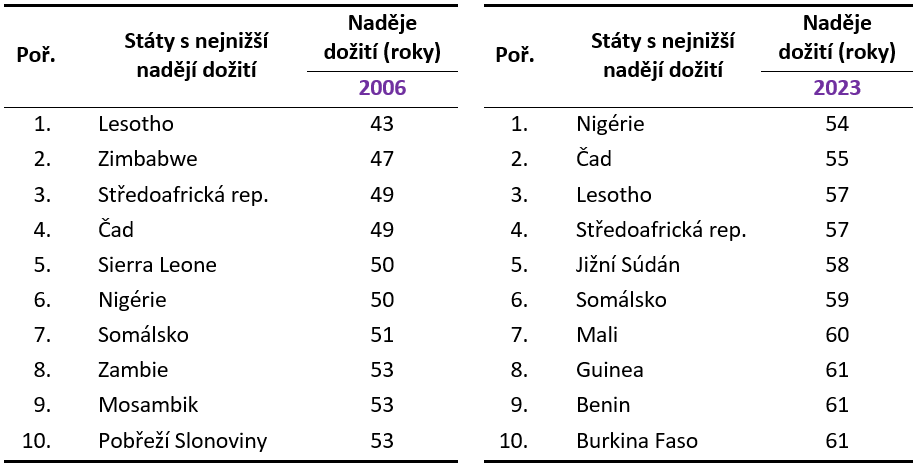 Poř. Státy s nejnižší nadějí dožití Naděje dožití (roky)
2006
1. Lesotho 43
2. Zimbabwe 47
3. Středoafrická rep. 49
4. Čad 49
5. Sierra Leone 50
6. Nigérie 50
7. Somálsko 51
8. Zambie 53
9. Mosambik 53
10. Pobřeží Slonoviny 53
Poř. Státy s nejnižší nadějí dožití Naděje dožití (roky)
2023
1. Nigérie 54
2. Čad 55
3. Lesotho 57
4. Středoafrická rep. 57
5. Jižní Súdán 58
6. Somálsko 59
7. Mali 60
8. Guinea 61
9. Benin 61
10. Burkina Faso 61